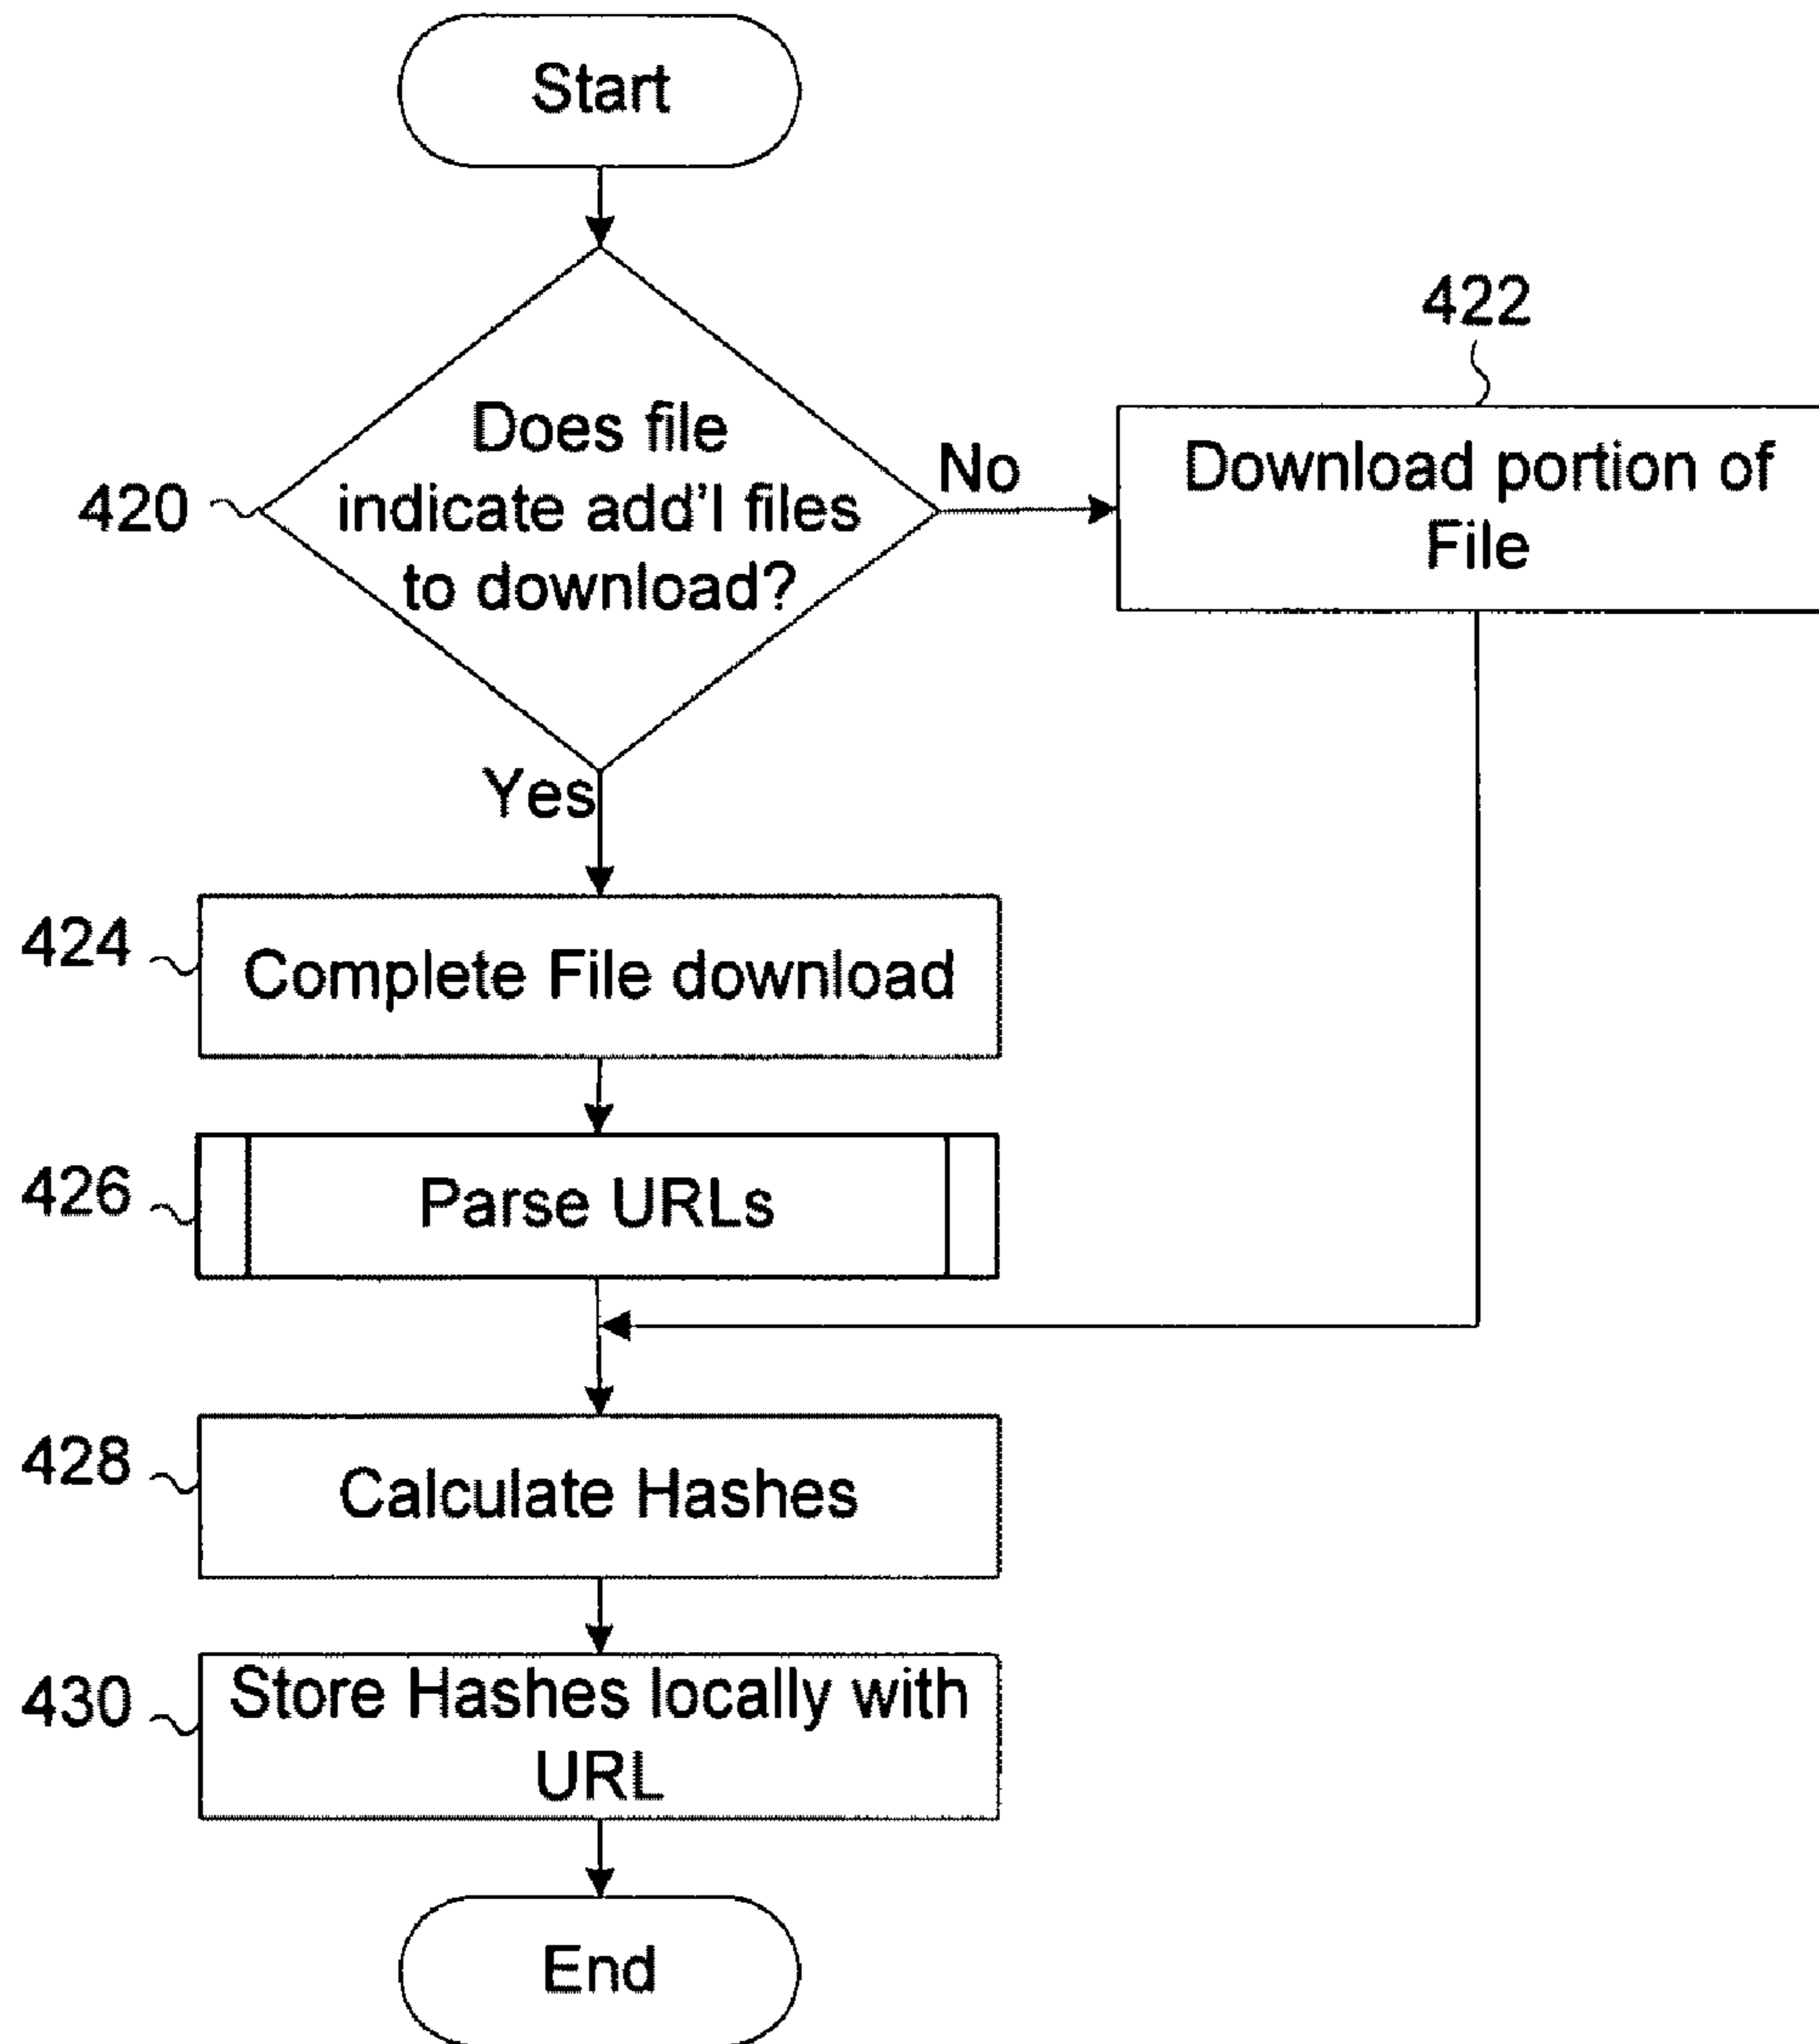 Start
422
Does file
indicate add'l files
to download?
420
No
Download portion of
File
Yes
424
Complete File download
426
Parse URLs
428
Calculate Hashes
430
Store Hashes locally with
URL
End